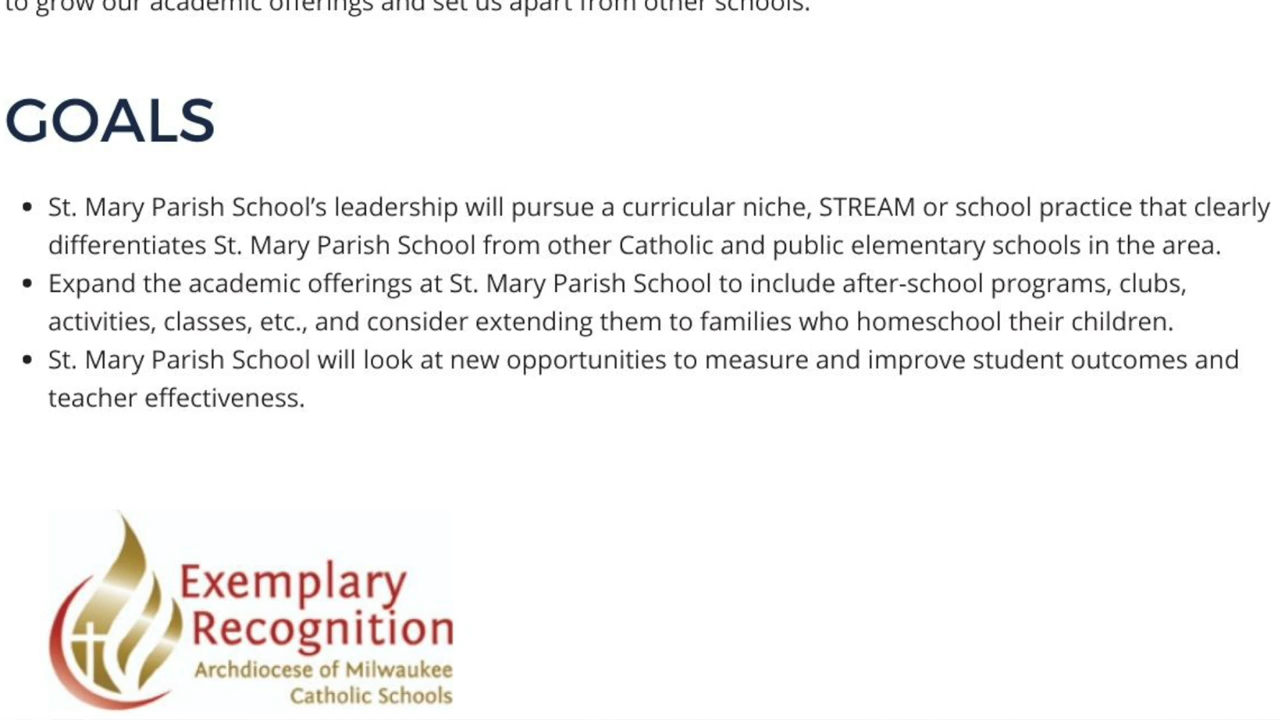 to grow our academic offerings and set us apart from other schools.
GOALS
• St. Mary Parish School’s leadership will pursue a curricular niche, STREAM or school practice that clearly
differentiates St. Mary Parish School from other Catholic and public elementary schools in the area.
• Expand the academic offerings at St. Mary Parish School to include after-school programs, clubs,
activities, classes, etc., and consider extending them to families who homeschool their children.
• St. Mary Parish School will look at new opportunities to measure and improve student outcomes and
teacher effectiveness.
Exemplary
Recognition
Archdiocese of Milwaukee
Catholic Schools